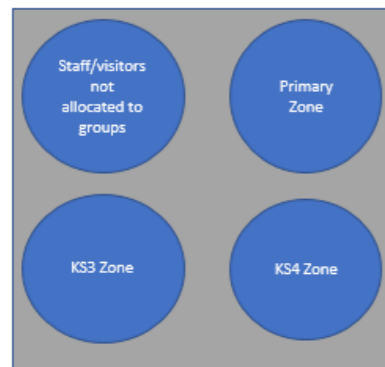 Staff/visitors
not
allocated to
groups
Primary
Zone
KS3 Zone
KS4 Zone